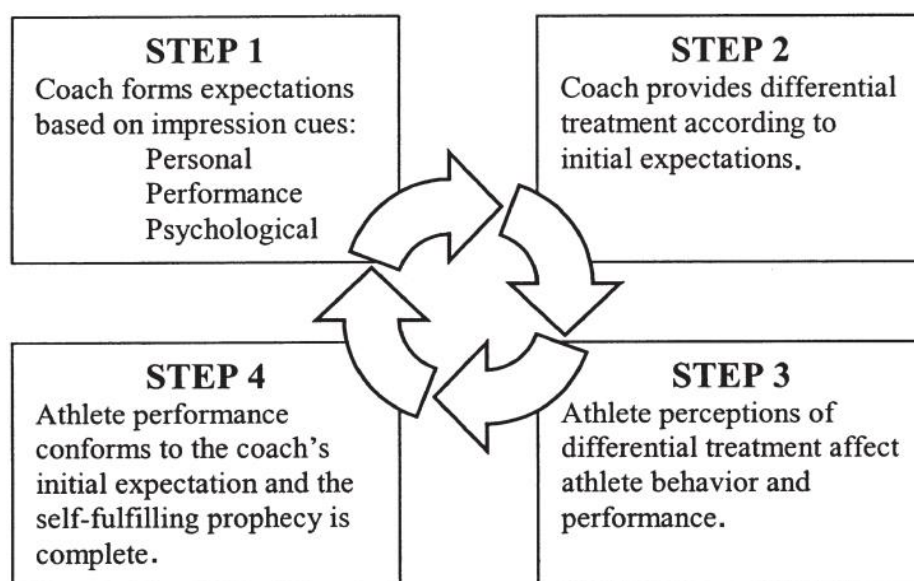 STEP 1
Coach forms expectations
based on impression cues:
Personal
Performance
Psychological
STEP 2
Coach provides differential
treatment according to
initial expectations.
STEP 4
Athlete performance
conforms to the coach's
initial expectation and the
self-fulfilling prophecy is
complete.
STEP 3
Athlete perceptions of
differential treatment affect
athlete behavior and
performance.